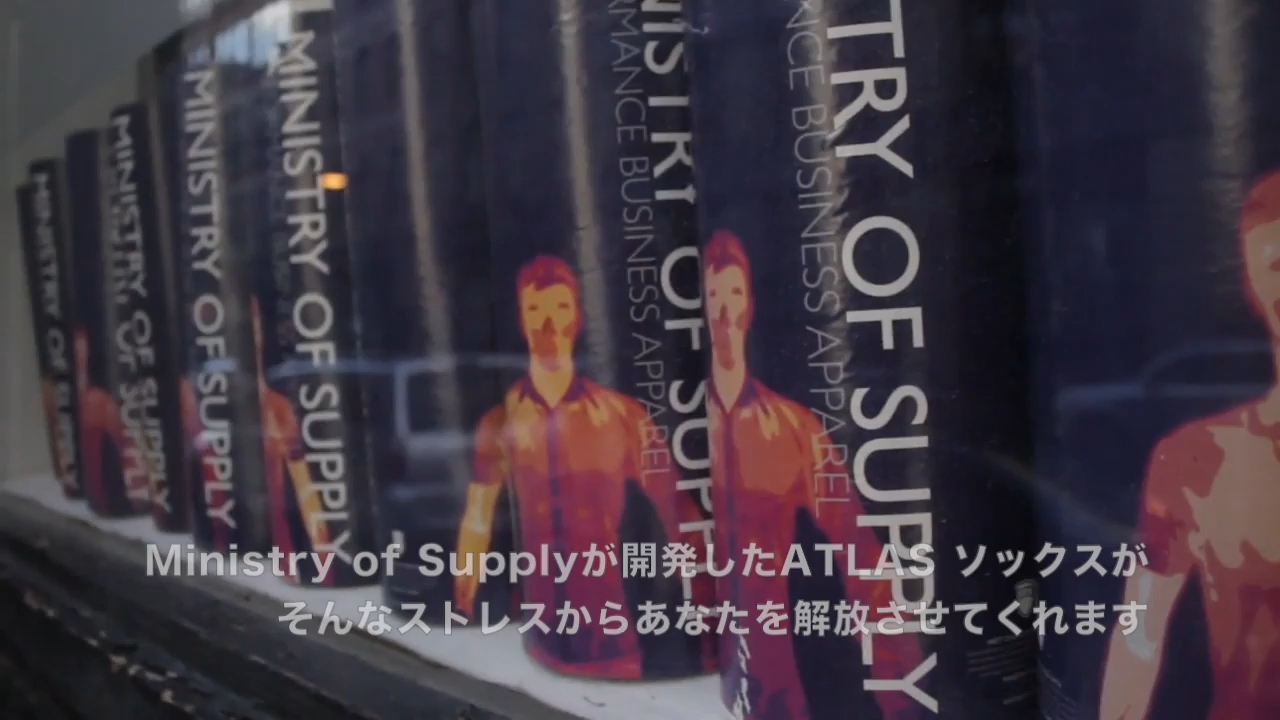 MINISTRY OF SUPPLY
MINISTRY OF SUPPLY
MINISTRY OF SUPPLY
MINISTRY OF SUPPLY
MINISTRY OF SUPPLY
BUSINESS APPAREL
TRY OF SUPPLY
BUSINESS APPAREL
Ministry of Supplyが開発したATLAS ソックスが
そんなストレスからあなたを解放させてくれます